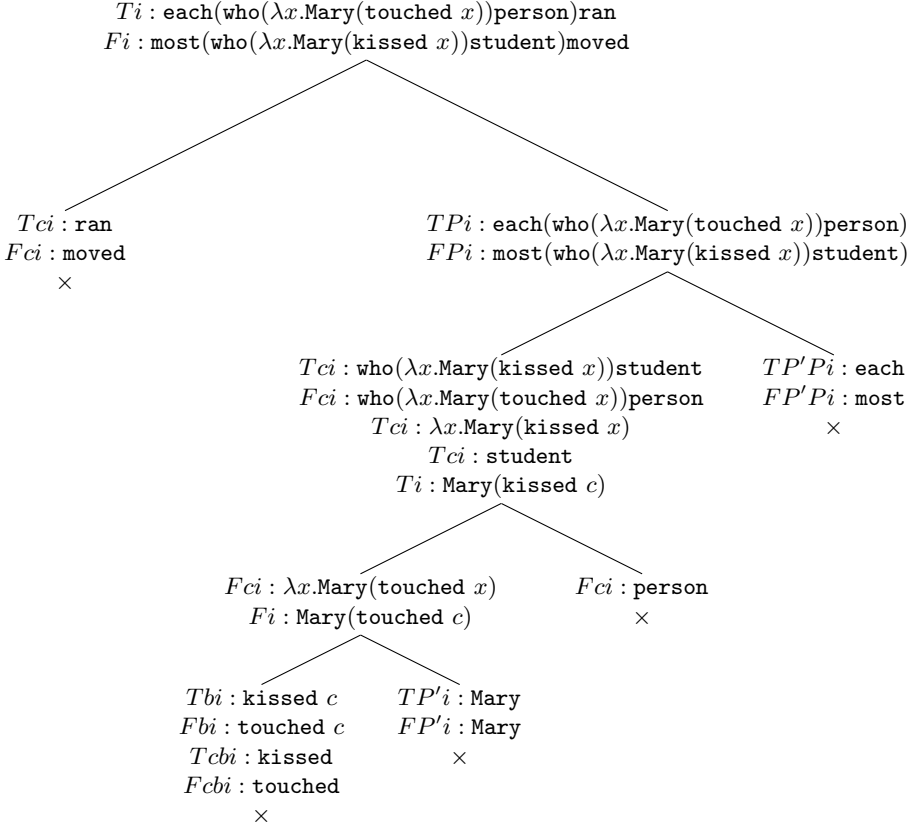 Ti : each(who(λx.Mary(touched x))person)ran
Fi : most(who(λx.Mary(kissed x))student)moved
Tci : ran
Fci : moved
×
TPi : each(who(λx.Mary(touched x))person)
FPi : most(who(λx.Mary(kissed x))student)
Tci : who(λx.Mary(kissed x))student
Fci : who(λx.Mary(touched x))person
Tci : λx.Mary(kissed x)
Tci : student
Ti : Mary(kissed c)
TP′Pi : each
FP′Pi : most
×
Fci : λx.Mary(touched x)
Fi : Mary(touched c)
Fci : person
×
Tbi : kissed c
Fbi : touched c
Tcbi : kissed
Fcbi : touched
×
TP′i : Mary
FP′i : Mary
×